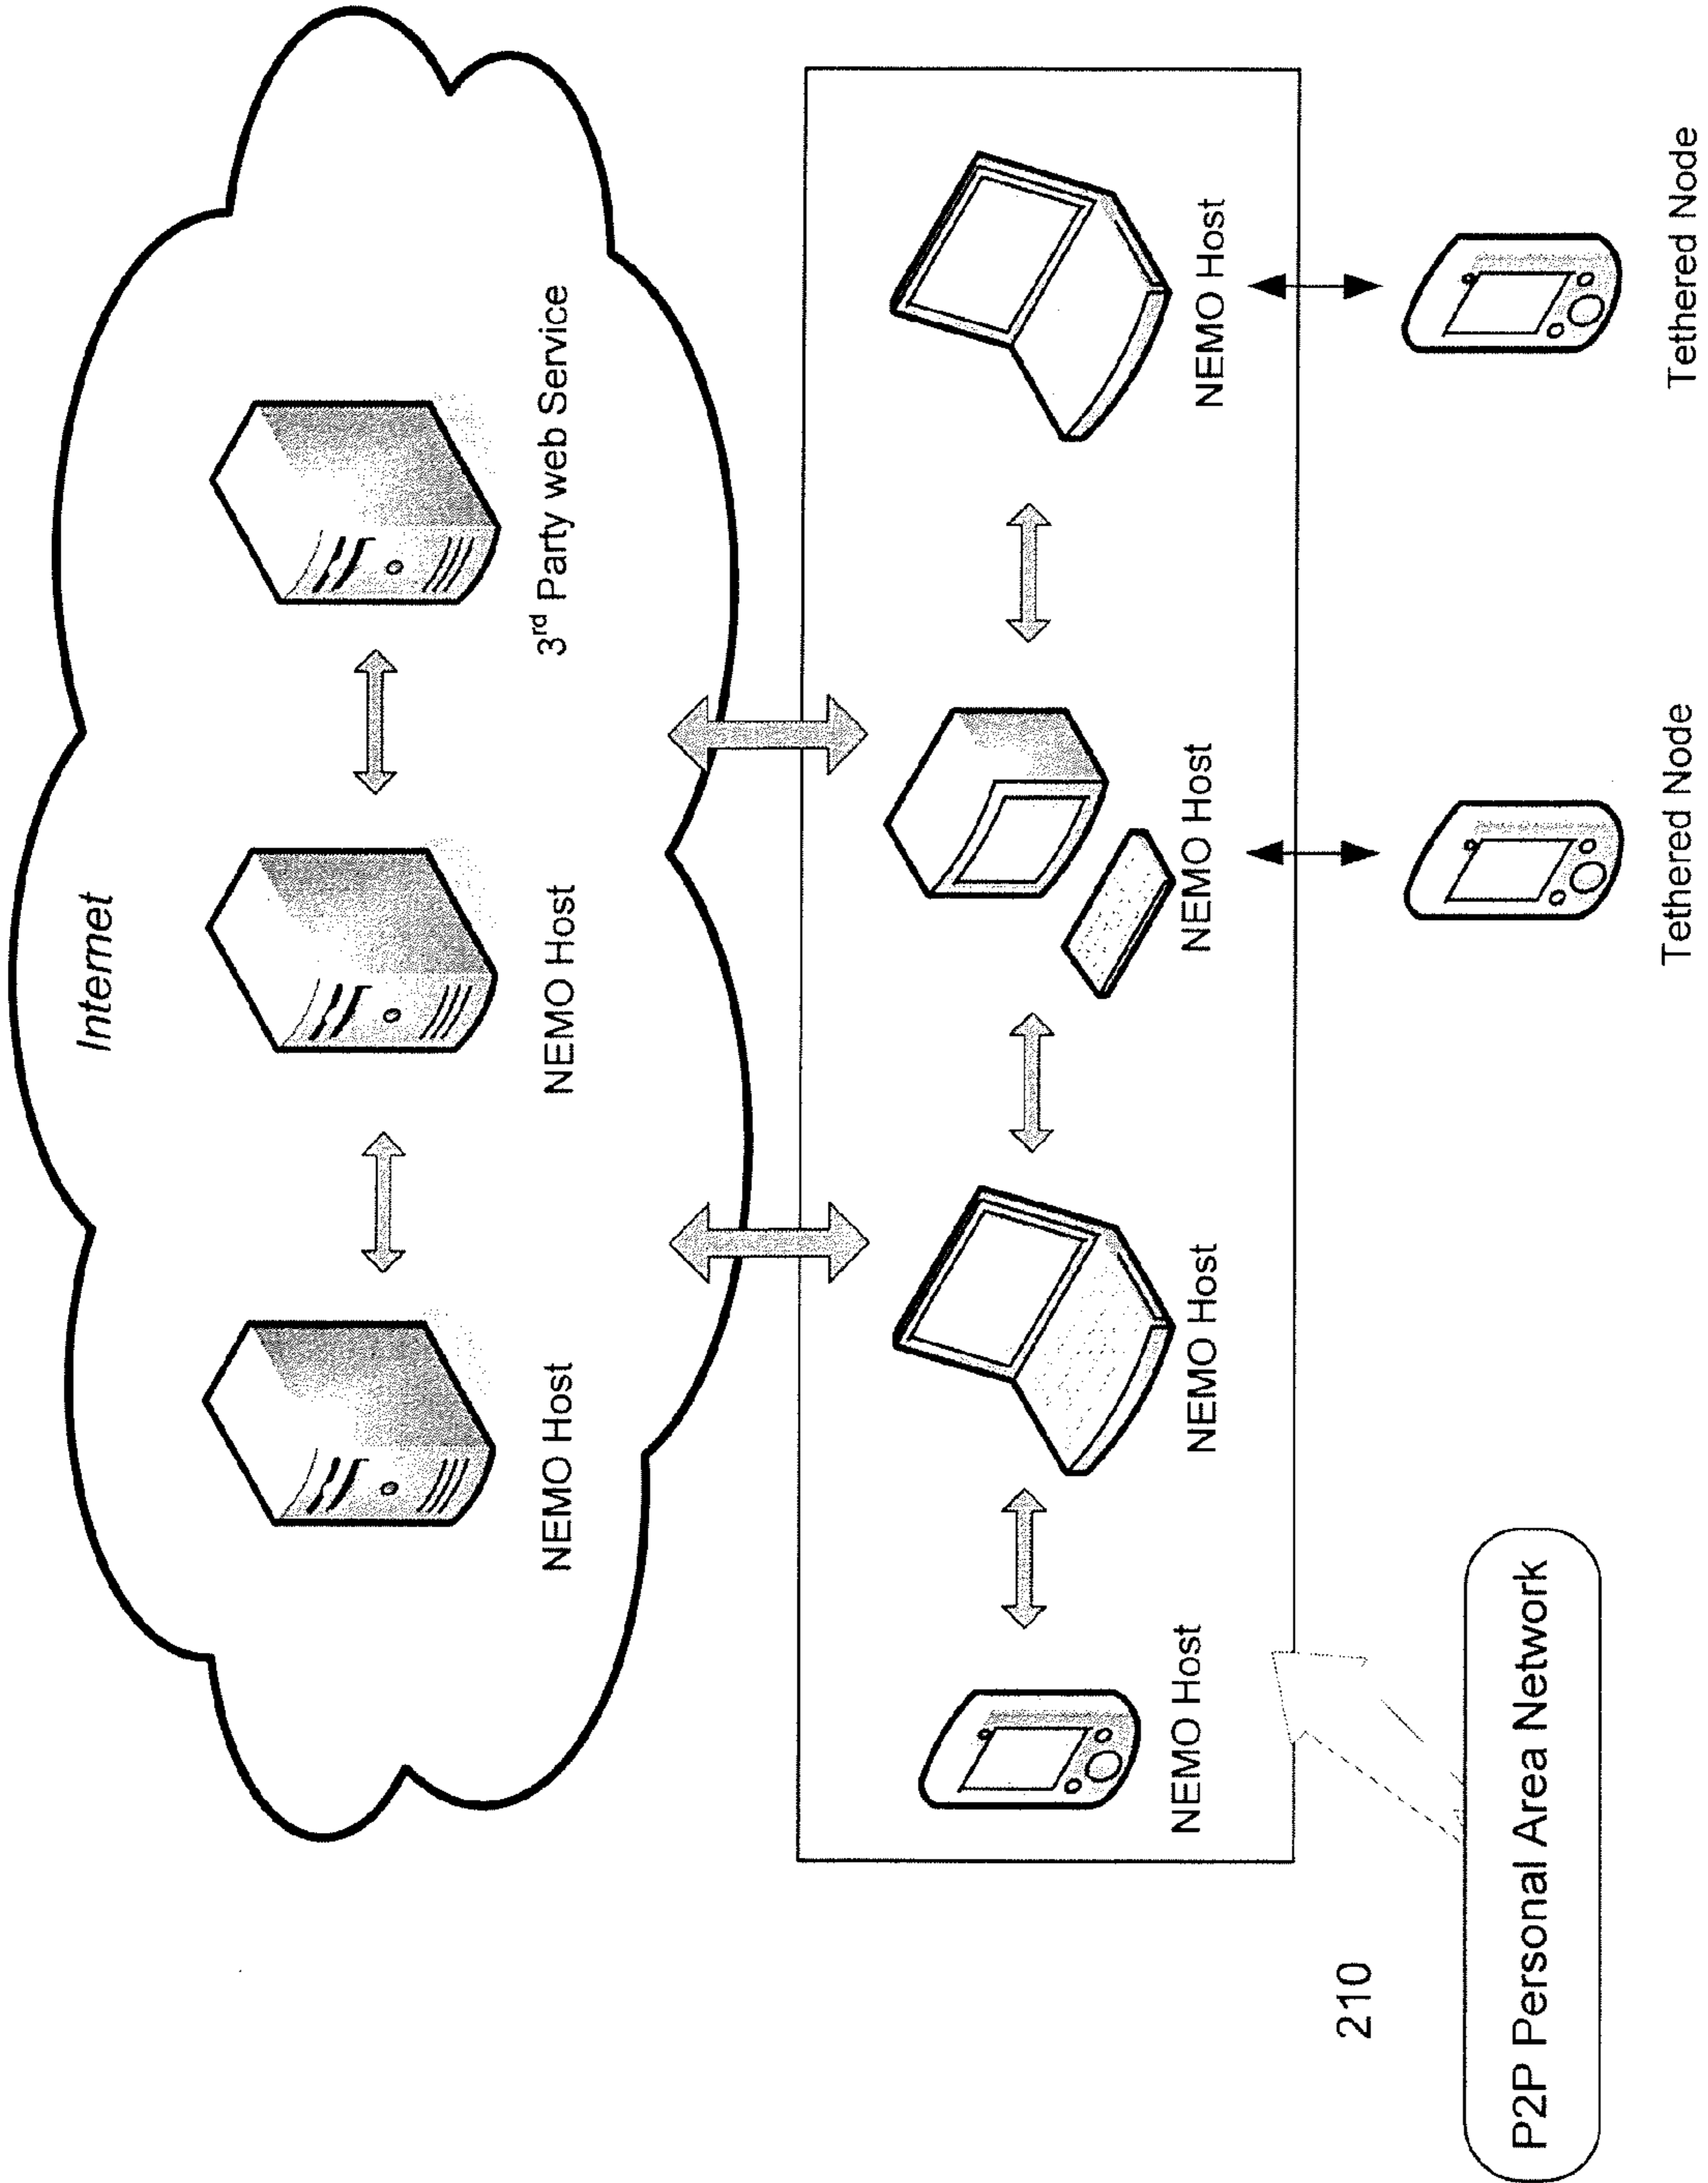 Internet
NEMO Host
NEMO Host
3rd Party web Service
NEMO Host
NEMO Host
NEMO Host
NEMO Host
210
P2P Personal Area Network
Tethered Node
Tethered Node